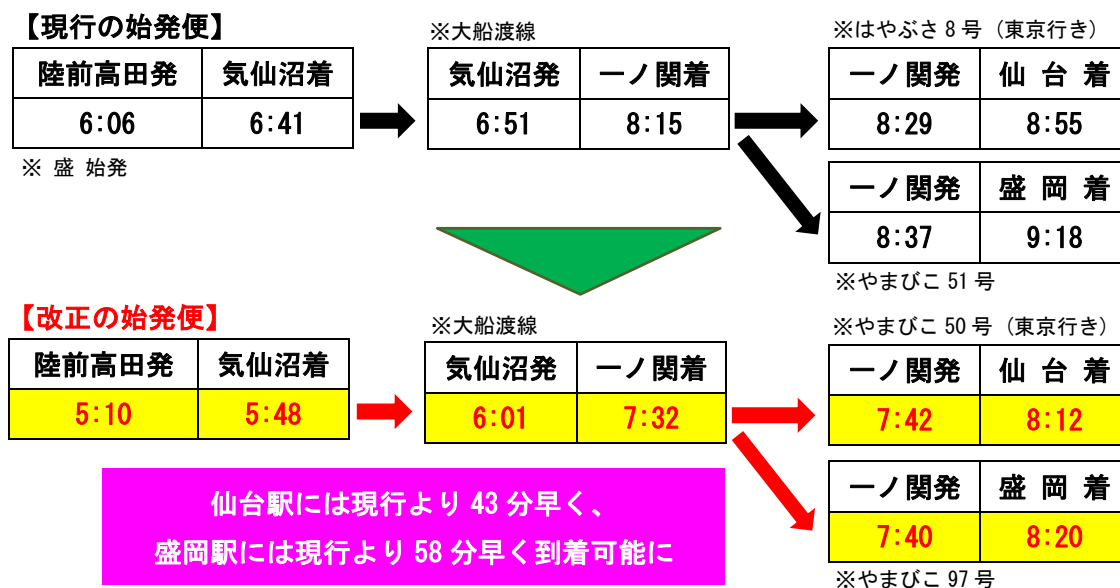 【現行の始発便】
※大船渡線
※はやぶさ 8 号（東京行き）
陸前高田発 気仙沼着
気仙沼発 一ノ関着
一ノ関発 仙 台 着
6:06 6:41
6:51 8:15
8:29 8:55
※ 盛 始発
一ノ関発 盛 岡 着
8:37 9:18
※やまびこ 51 号
【改正の始発便】
※大船渡線
※やまびこ 50 号（東京行き）
陸前高田発 気仙沼着
気仙沼発 一ノ関着
一ノ関発 仙 台 着
5:10 5:48
6:01 7:32
7:42 8:12
一ノ関発 盛 岡 着
7:40 8:20
※やまびこ 97 号
仙台駅には現行より 43 分早く、
盛岡駅には現行より 58 分早く到着可能に